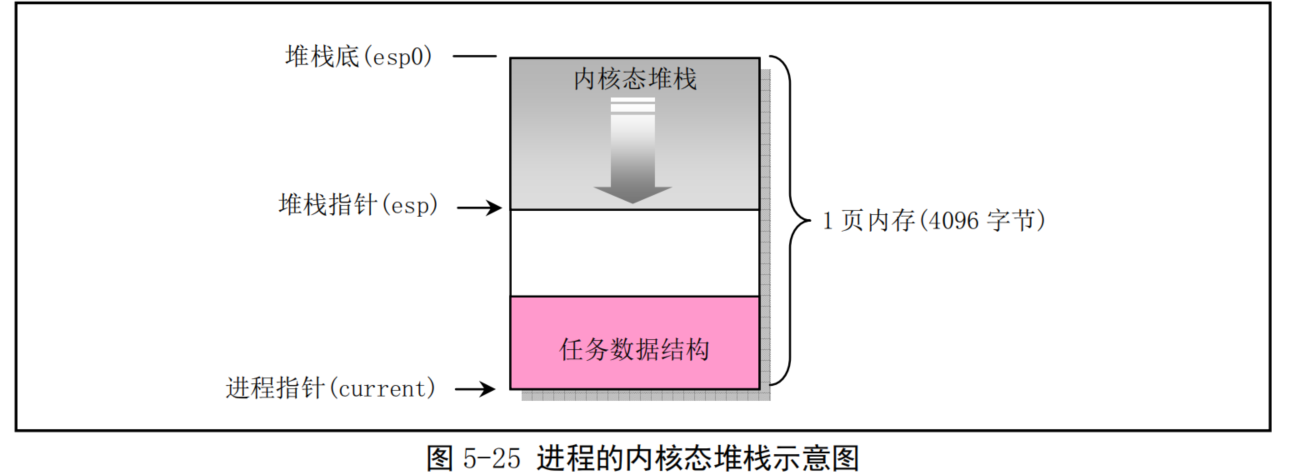 堆栈底(esp0)
内核态堆栈
堆栈指针(esp)
1 页内存(4096 字节)
任务数据结构
进程指针(current)
图 5-25 进程的内核态堆栈示意图